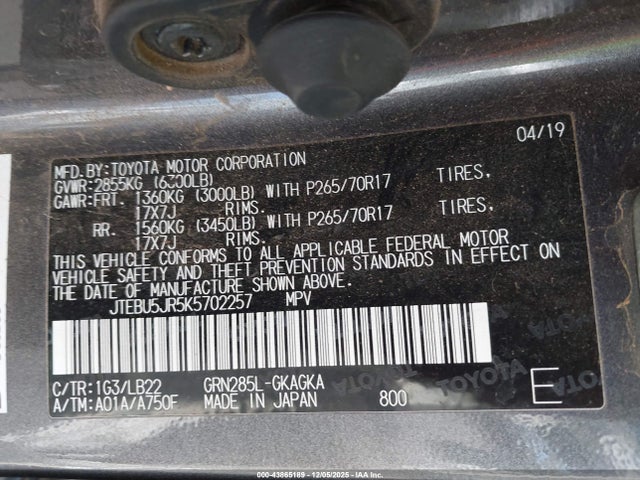 04/19
MFD.BY:TOYOTA MOTOR CORPORATION
GVWR:2855KG (6300LB)
GAWR:FRT. 1360KG (3000LB) WITH P265/70R17 TIRES,
17X7J RIMS.
RR. 1560KG (3450LB) WITH P265/70R17 TIRES,
17X7J RIMS.
THIS VEHICLE CONFORMS TO ALL APPLICABLE FEDERAL MOTOR
VEHICLE SAFETY AND THEFT PREVENTION STANDARDS IN EFFECT ON
THE DATE OF MANUFACTURE SHOWN ABOVE.
JTEBU5JR5K5702257 MPV
C/TR:1G3/LB22 GRN285L-GKAGKA
A/TM:A01A/A750F MADE IN JAPAN 800 E
000-43865189 - 12/05/2025 - IAA